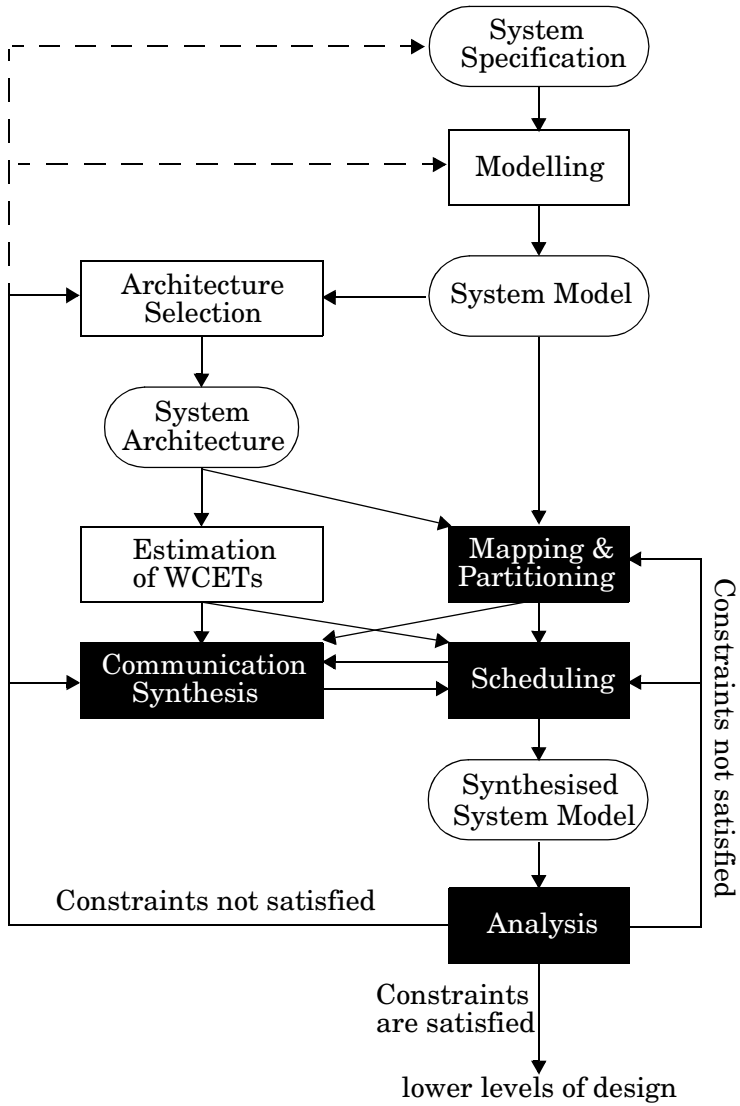 System
Specification
Modelling
Architecture
Selection
System Model
System
Architecture
Estimation
of WCETs
Mapping &
Partitioning
Communication
Synthesis
Scheduling
Constraints not satisfied
Synthesised
System Model
Constraints not satisfied
Analysis
Constraints
are satisfied
lower levels of design